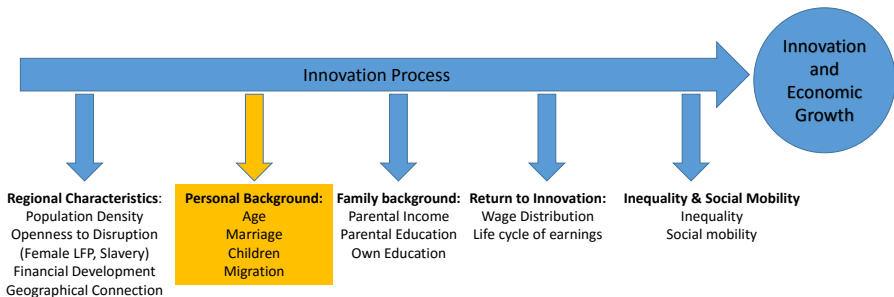 Innovation Process
Innovation
and
Economic
Growth
Regional Characteristics:
Population Density
Openness to Disruption
(Female LFP, Slavery)
Financial Development
Geographical Connection
Personal Background:
Age
Marriage
Children
Migration
Family background:
Parental Income
Parental Education
Own Education
Return to Innovation:
Wage Distribution
Life cycle of earnings
Inequality & Social Mobility
Inequality
Social mobility